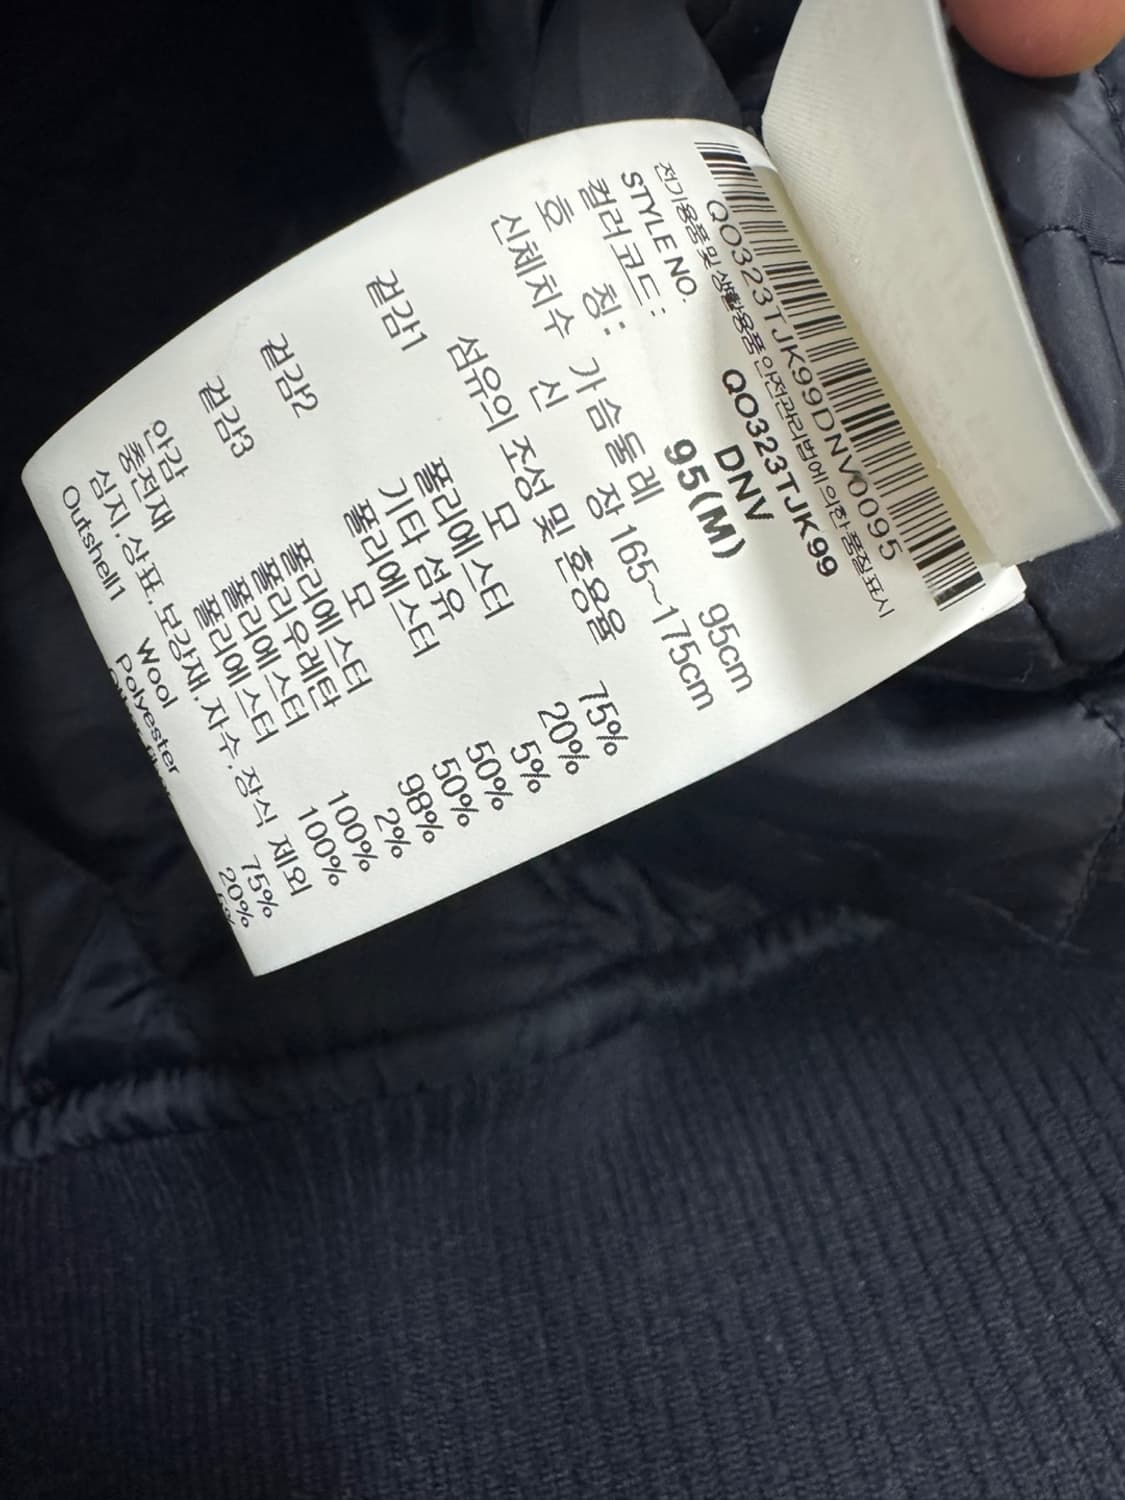 QO323TJK99DNV0095
전기용품 및 생활용품 안전관리법에 의한 품질표시
STYLE NO. QO323TJK99
컬러코드: DNV
호 칭: 95(M)
신체치수 가슴둘레 95cm
신 장 165~175cm
섬유의 조성 및 혼용율
겉감1 모 75%
폴리에스터 20%
기타 섬유 5%
겉감2 폴리에스터 50%
모 50%
겉감3 폴리에스터 98%
폴리우레탄 2%
안감 폴리에스터 100%
충전재 폴리에스터 100%
심지,상표,보강재,자수,장식 제외
Outshell1 Wool 75%
Polyester 20%
5%